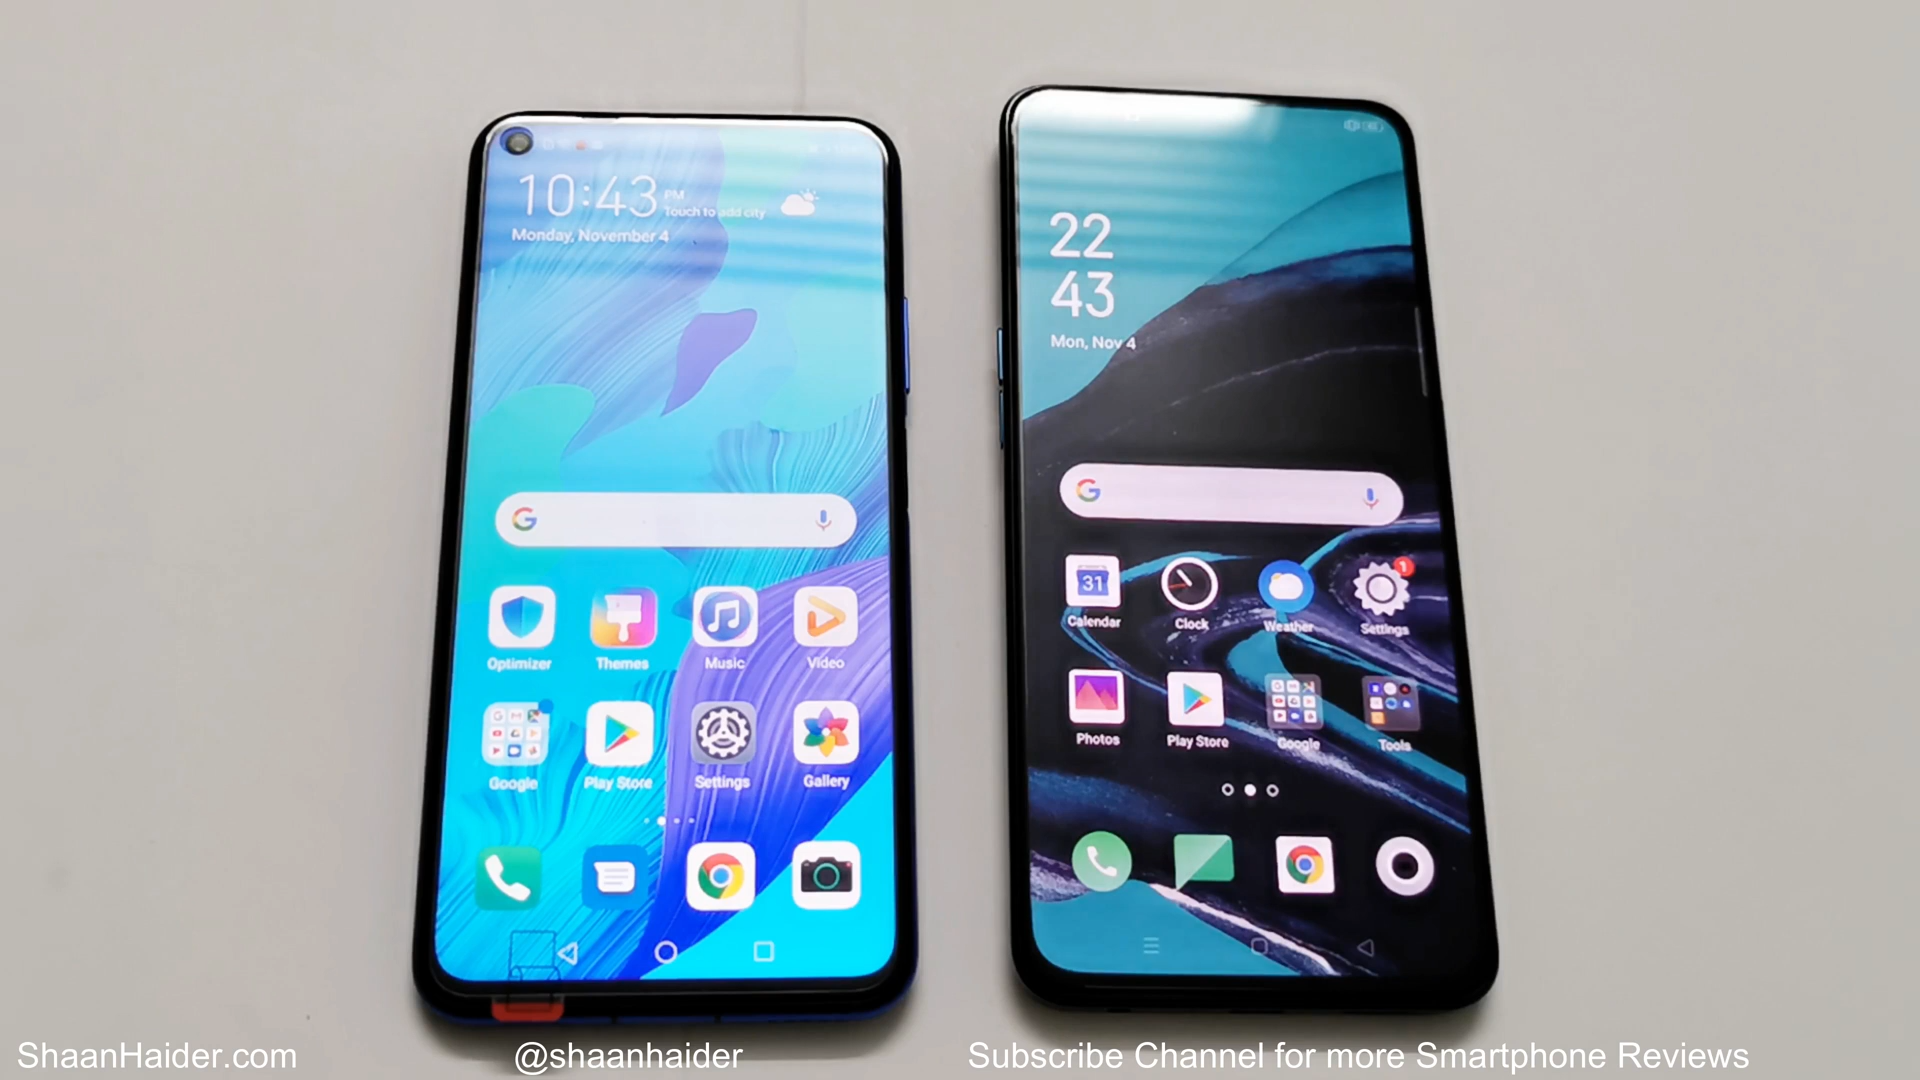 10:43 PM
Touch to add city
Monday, November 4
G
Optimizer Themes Music Video
Google Play Store Settings Gallery
22
43
Mon, Nov 4
G
31
1
Calendar Clock Weather Settings
Photos Play Store Google Tools
ShaanHaider.com @shaanhaider Subscribe Channel for more Smartphone Reviews